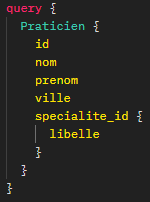 query {
  Praticien {
    id
    nom
    prenom
    ville
    specialite_id {
      libelle
    }
  }
}